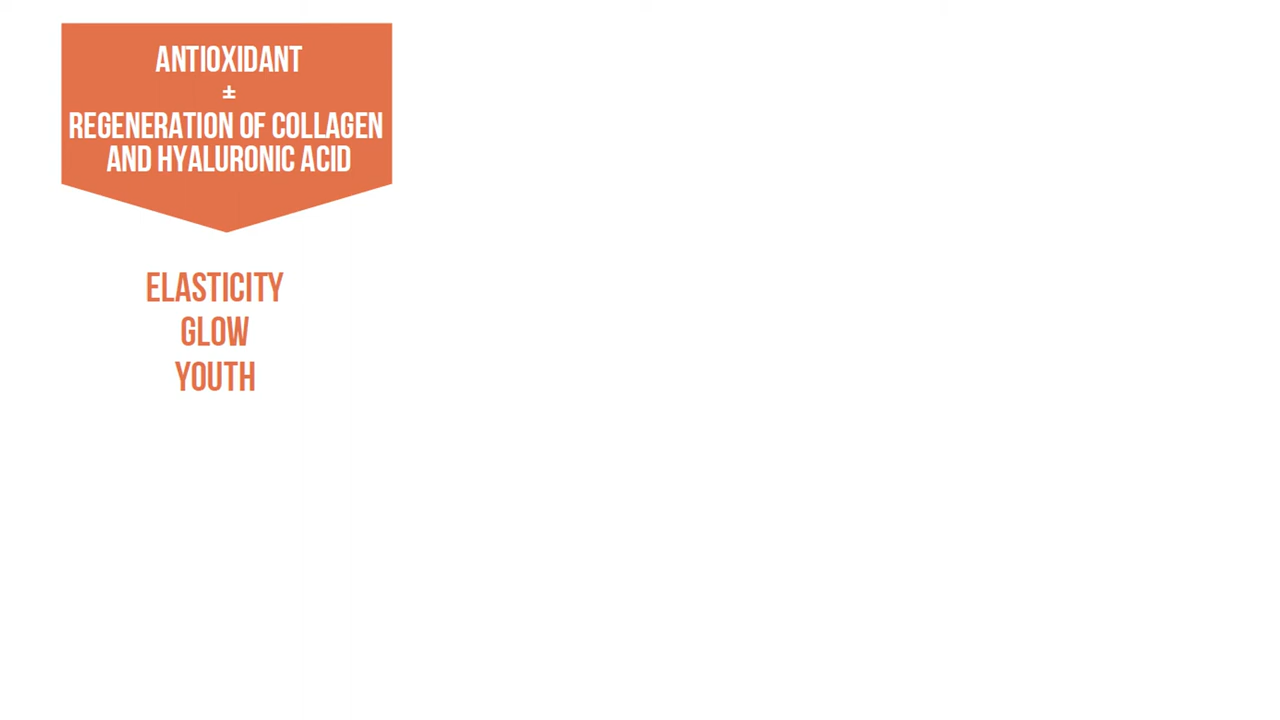 ANTIOXIDANT
±
REGENERATION OF COLLAGEN
AND HYALURONIC ACID
ELASTICITY
GLOW
YOUTH